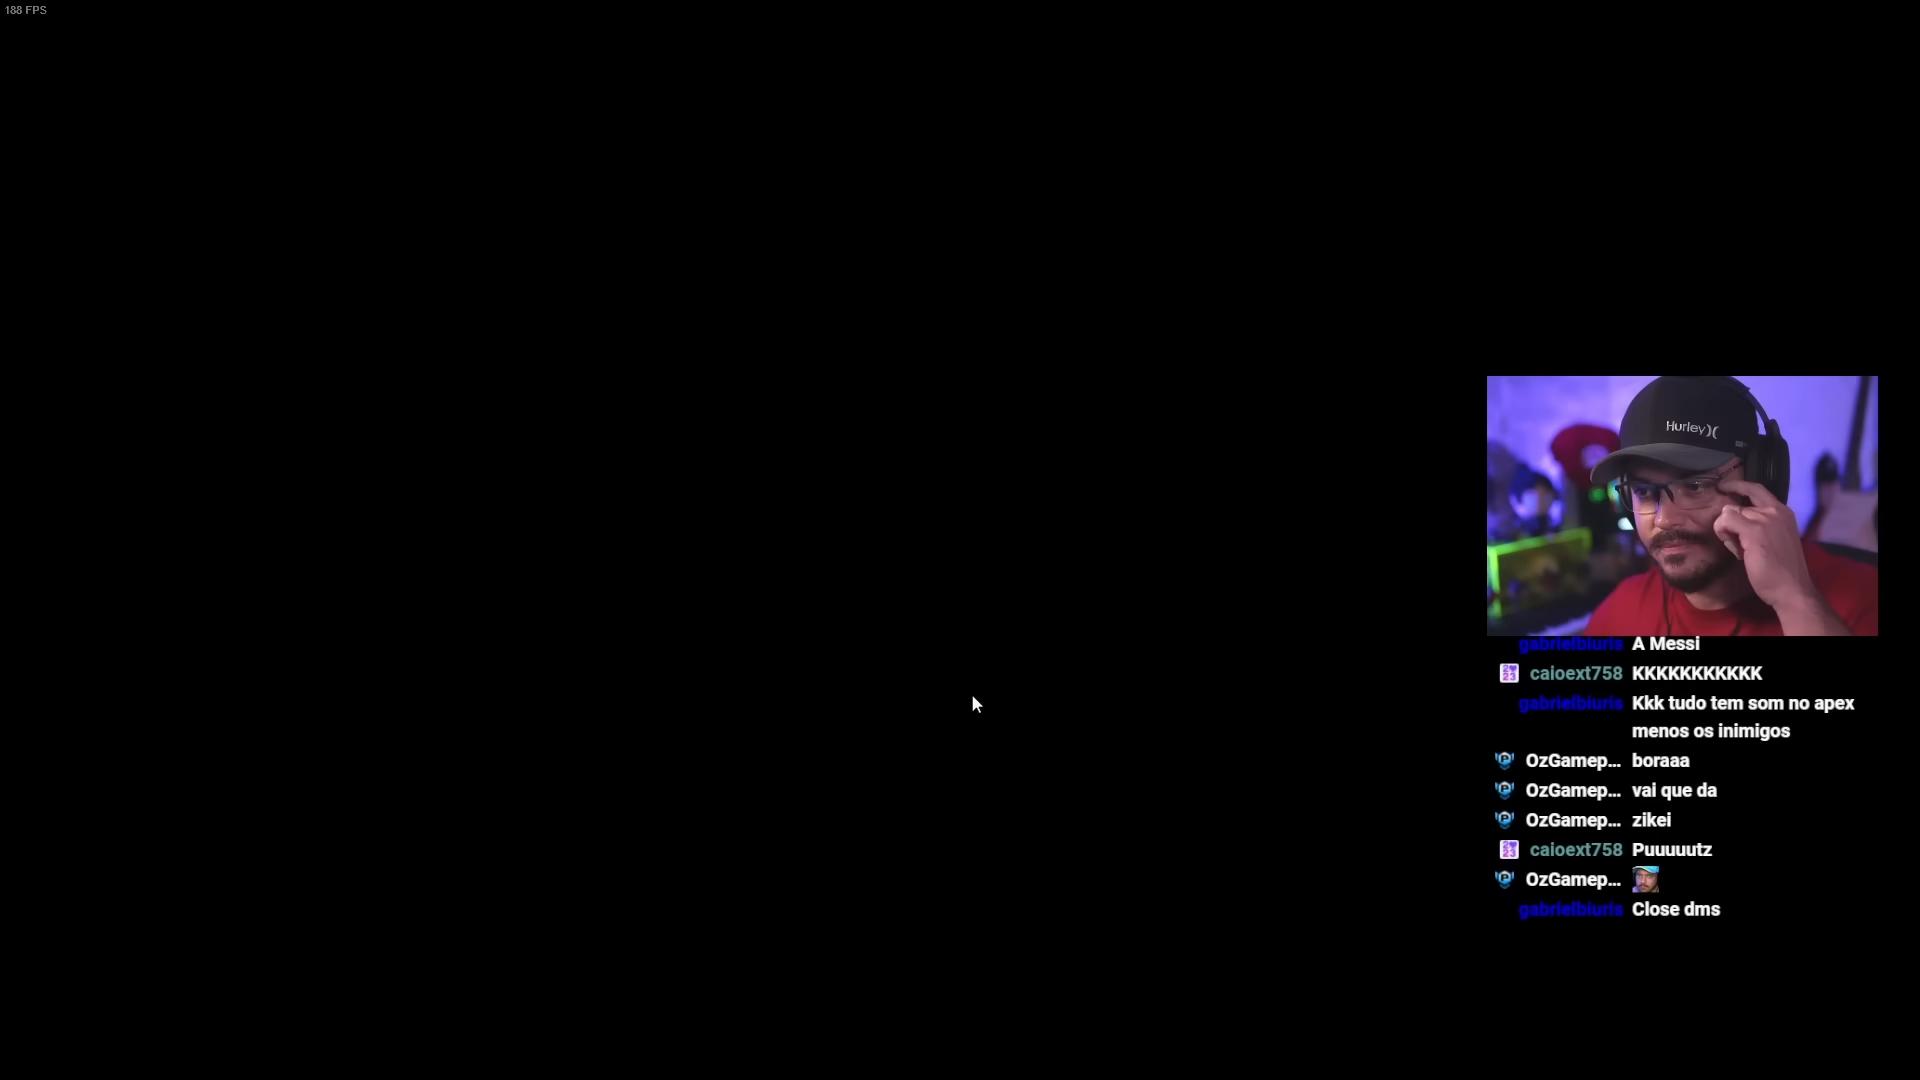 188 FPS
Hurley)(
gabrielbiuris A Messi
caioext758 KKKKKKKKKKK
gabrielbiuris Kkk tudo tem som no apex
menos os inimigos
OzGamep... boraaa
OzGamep... vai que da
OzGamep... zikei
caioext758 Puuuuutz
OzGamep...
gabrielbiuris Close dms